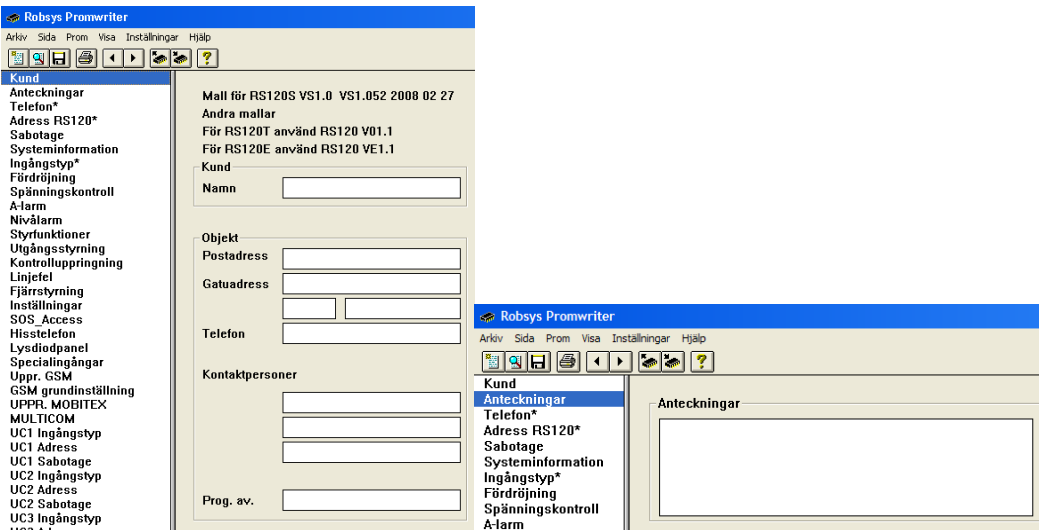 Robsys Promwriter
Arkiv Sida Prom Visa Inställningar Hjälp
Kund
Anteckningar
Telefon*
Adress RS120*
Sabotage
Systeminformation
Ingångstyp*
Fördröjning
Spänningskontroll
A-larm
Nivålarm
Styrfunktioner
Utgångsstyrning
Kontrolluppringning
Linjefel
Fjärrstyrning
Inställningar
SOS_Access
Hisstelefon
Lysdiodpanel
Specialingångar
Uppr. GSM
GSM grundinställning
UPPR. MOBITEX
MULTICOM
UC1 Ingångstyp
UC1 Adress
UC1 Sabotage
UC2 Ingångstyp
UC2 Adress
UC2 Sabotage
UC3 Ingångstyp
Mall för RS120S VS1.0 VS1.052 2008 02 27
Andra mallar
För RS120T använd RS120 V01.1
För RS120E använd RS120 VE1.1
Kund
Namn
Objekt
Postadress
Gatuadress
Telefon
Kontaktpersoner
Prog. av.
Robsys Promwriter
Arkiv Sida Prom Visa Inställningar Hjälp
Kund
Anteckningar
Telefon*
Adress RS120*
Sabotage
Systeminformation
Ingångstyp*
Fördröjning
Spänningskontroll
A-larm
Anteckningar